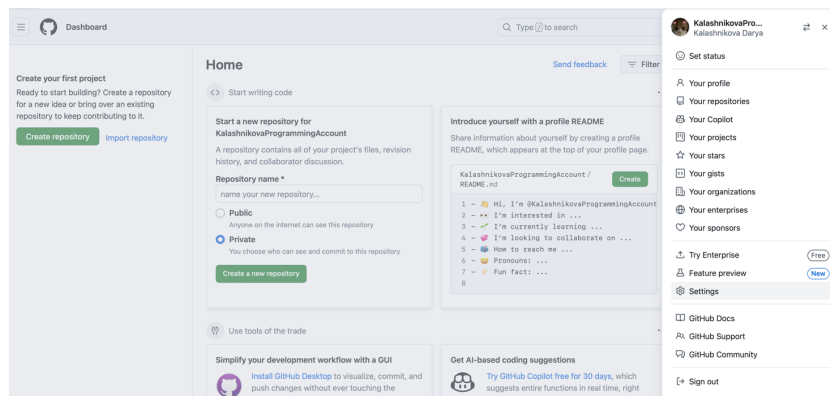 Dashboard
Type / to search
Create your first project
Ready to start building? Create a repository
for a new idea or bring over an existing
repository to keep contributing to it.
Create repository
Import repository
Home
Send feedback
Filter
Start writing code
Start a new repository for
KalashnikovaProgrammingAccount
A repository contains all of your project's files, revision
history, and collaborator discussion.
Repository name *
name your new repository...
Public
Anyone on the internet can see this repository
Private
You choose who can see and commit to this repository
Create a new repository
Introduce yourself with a profile README
Share information about yourself by creating a profile
README, which appears at the top of your profile page.
KalashnikovaProgrammingAccount /
README.md
Create
1 - 👋 Hi, I'm @KalashnikovaProgrammingAccount
2 - 👀 I'm interested in ...
3 - 🌱 I'm currently learning ...
4 - 💞️ I'm looking to collaborate on ...
5 - 📫 How to reach me ...
6 - 😄 Pronouns: ...
7 - ⚡ Fun fact: ...
8
Use tools of the trade
Simplify your development workflow with a GUI
Install GitHub Desktop to visualize, commit, and
push changes without ever touching the
Get AI-based coding suggestions
Try GitHub Copilot free for 30 days, which
suggests entire functions in real time, right
KalashnikovaPro...
Kalashnikova Darya
Set status
Your profile
Your repositories
Your Copilot
Your projects
Your stars
Your gists
Your organizations
Your enterprises
Your sponsors
Try Enterprise
Free
Feature preview
New
Settings
GitHub Docs
GitHub Support
GitHub Community
Sign out